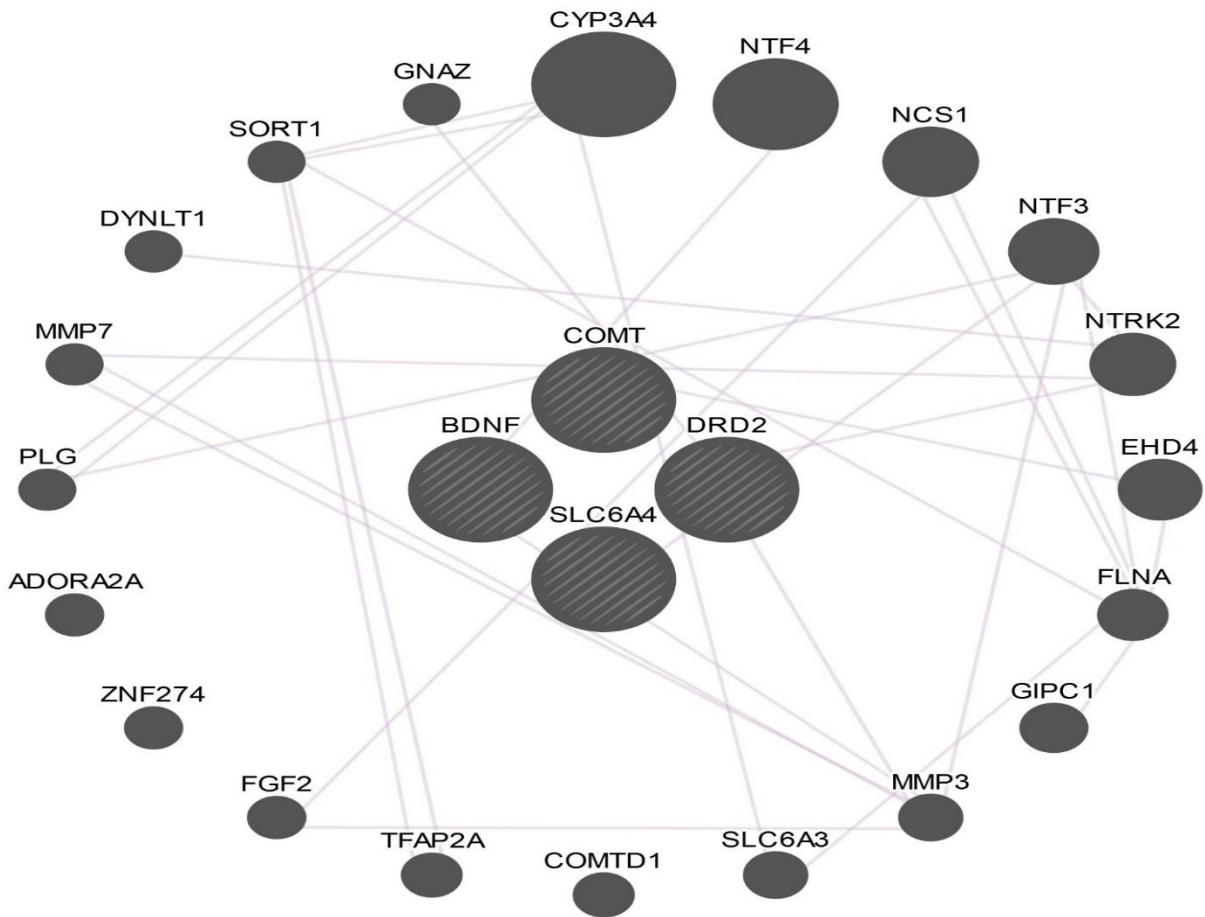 CYP3A4
NTF4
GNAZ
NCS1
SORT1
NTF3
DYNLT1
NTRK2
MMP7
COMT
BDNF
DRD2
EHD4
PLG
SLC6A4
ADORA2A
FLNA
ZNF274
GIPC1
FGF2
MMP3
TFAP2A
SLC6A3
COMTD1